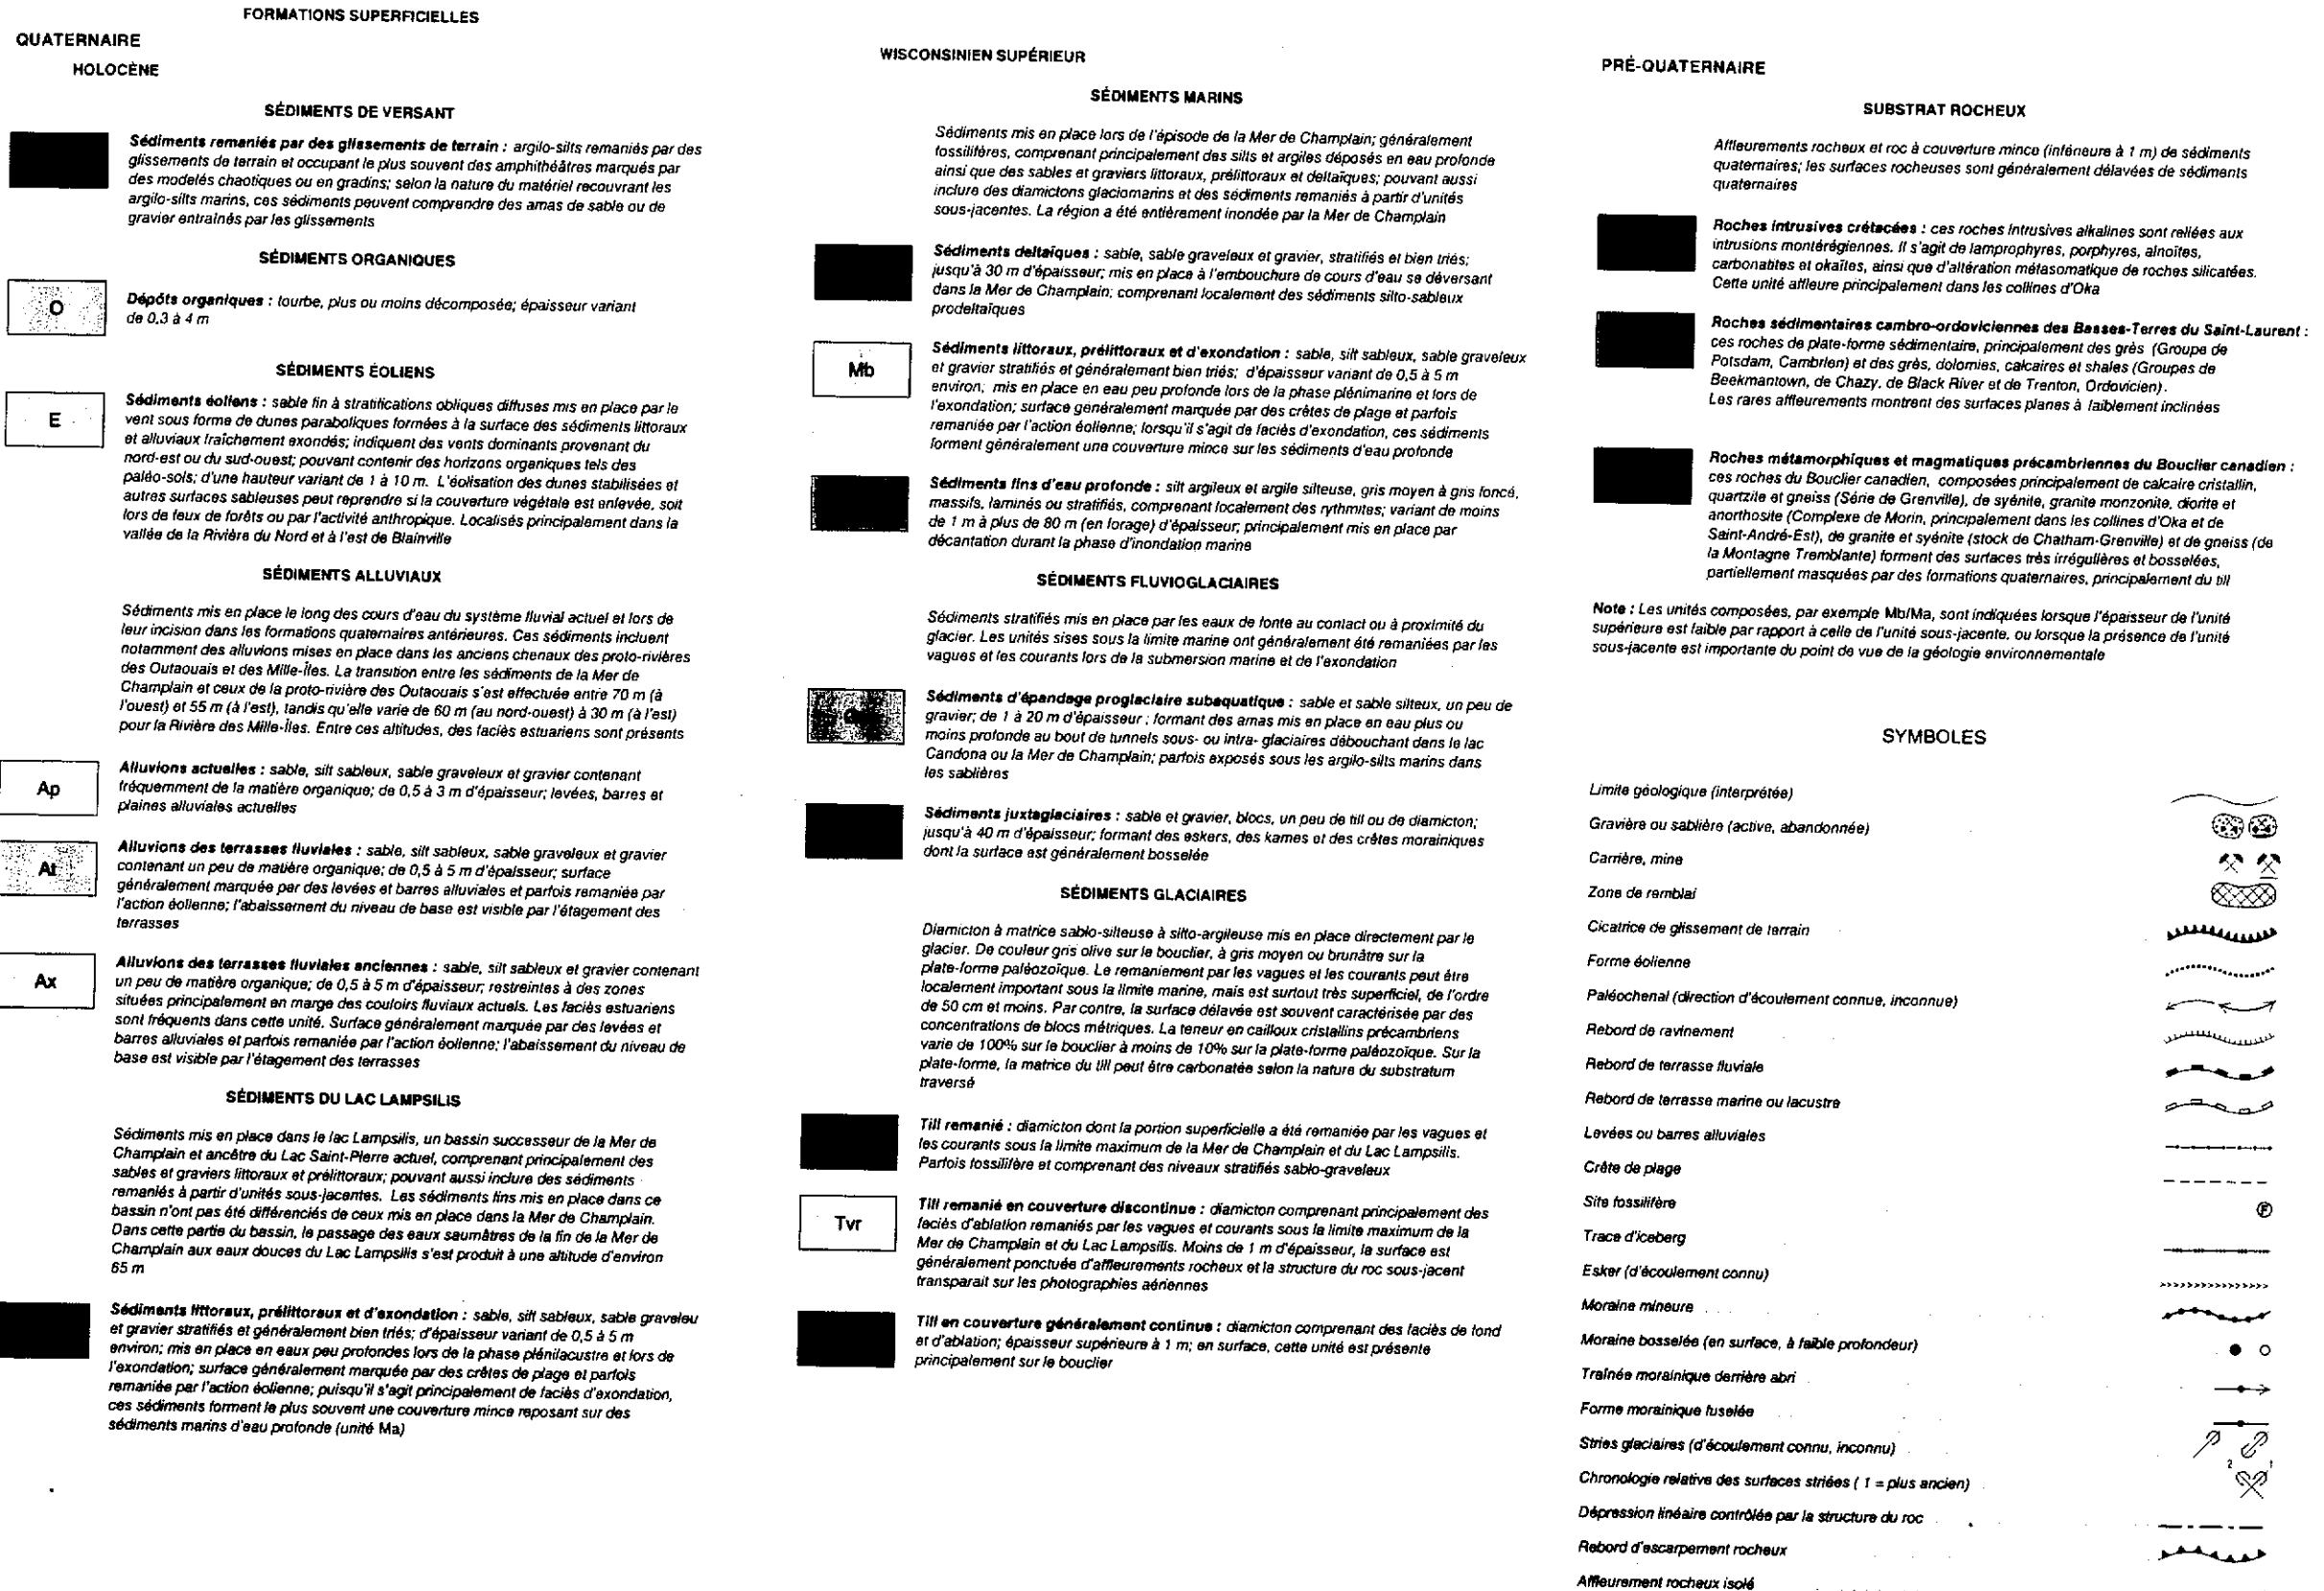 FORMATIONS SUPERFICIELLES
QUATERNAIRE
HOLOCÈNE
SÉDIMENTS DE VERSANT
Sédiments remaniés par des glissements de terrain : argilo-silts remaniés par des
glissements de terrain et occupant le plus souvent des amphithéâtres marqués par
des modelés chaotiques ou en gradins; selon la nature du matériel recouvrant les
argilo-silts marins, ces sédiments peuvent comprendre des amas de sable ou de
gravier entraînés par les glissements
SÉDIMENTS ORGANIQUES
O
Dépôts organiques : tourbe, plus ou moins décomposée; épaisseur variant
de 0,3 à 4 m
SÉDIMENTS ÉOLIENS
E
Sédiments éoliens : sable fin à stratifications obliques diffuses mis en place par le
vent sous forme de dunes paraboliques formées à la surface des sédiments littoraux
et alluviaux fraîchement exondés; indiquent des vents dominants provenant du
nord-est ou du sud-ouest; pouvant contenir des horizons organiques tels des
paléo-sols; d'une hauteur variant de 1 à 10 m. L'éolisation des dunes stabilisées et
autres surfaces sableuses peut reprendre si la couverture végétale est enlevée, soit
lors de feux de forêts ou par l'activité anthropique. Localisés principalement dans la
vallée de la Rivière du Nord et à l'est de Blainville
SÉDIMENTS ALLUVIAUX
Sédiments mis en place le long des cours d'eau du système fluvial actuel et lors de
leur incision dans les formations quaternaires antérieures. Ces sédiments incluent
notamment des alluvions mises en place dans les anciens chenaux des proto-rivières
des Outaouais et des Mille-Îles. La transition entre les sédiments de la Mer de
Champlain et ceux de la proto-rivière des Outaouais s'est effectuée entre 70 m (à
l'ouest) et 55 m (à l'est), tandis qu'elle varie de 60 m (au nord-ouest) à 30 m (à l'est)
pour la Rivière des Mille-Îles. Entre ces altitudes, des faciès estuariens sont présents
Ap
Alluvions actuelles : sable, silt sableux, sable graveleux et gravier contenant
fréquemment de la matière organique; de 0,5 à 3 m d'épaisseur; levées, barres et
plaines alluviales actuelles
At
Alluvions des terrasses fluviales : sable, silt sableux, sable graveleux et gravier
contenant un peu de matière organique; de 0,5 à 5 m d'épaisseur; surface
généralement marquée par des levées et barres alluviales et parfois remaniée par
l'action éolienne; l'abaissement du niveau de base est visible par l'étagement des
terrasses
Ax
Alluvions des terrasses fluviales anciennes : sable, silt sableux et gravier contenant
un peu de matière organique; de 0,5 à 5 m d'épaisseur; restreintes à des zones
situées principalement en marge des couloirs fluviaux actuels. Les faciès estuariens
sont fréquents dans cette unité. Surface généralement marquée par des levées et
barres alluviales et parfois remaniée par l'action éolienne; l'abaissement du niveau de
base est visible par l'étagement des terrasses
SÉDIMENTS DU LAC LAMPSILIS
Sédiments mis en place dans le lac Lampsilis, un bassin successeur de la Mer de
Champlain et ancêtre du Lac Saint-Pierre actuel, comprenant principalement des
sables et graviers littoraux et prélittoraux; pouvant aussi inclure des sédiments
remaniés à partir d'unités sous-jacentes. Les sédiments fins mis en place dans ce
bassin n'ont pas été différenciés de ceux mis en place dans la Mer de Champlain.
Dans cette partie du bassin, le passage des eaux saumâtres de la fin de la Mer de
Champlain aux eaux douces du Lac Lampsilis s'est produit à une altitude d'environ
65 m
Sédiments littoraux, prélittoraux et d'exondation : sable, silt sableux, sable graveleu
et gravier stratifiés et généralement bien triés; d'épaisseur variant de 0,5 à 5 m
environ; mis en place en eaux peu profondes lors de la phase plénilacustre et lors de
l'exondation; surface généralement marquée par des crêtes de plage et parfois
remaniée par l'action éolienne; puisqu'il s'agit principalement de faciès d'exondation,
ces sédiments forment le plus souvent une couverture mince reposant sur des
sédiments marins d'eau profonde (unité Ma)
WISCONSINIEN SUPÉRIEUR
SÉDIMENTS MARINS
Sédiments mis en place lors de l'épisode de la Mer de Champlain; généralement
fossilifères, comprenant principalement des silts et argiles déposés en eau profonde
ainsi que des sables et graviers littoraux, prélittoraux et deltaïques; pouvant aussi
inclure des diamictons glaciomarins et des sédiments remaniés à partir d'unités
sous-jacentes. La région a été entièrement inondée par la Mer de Champlain
Sédiments deltaïques : sable, sable graveleux et gravier, stratifiés et bien triés;
jusqu'à 30 m d'épaisseur; mis en place à l'embouchure de cours d'eau se déversant
dans la Mer de Champlain; comprenant localement des sédiments silto-sableux
prodeltaïques
Mb
Sédiments littoraux, prélittoraux et d'exondation : sable, silt sableux, sable graveleux
et gravier stratifiés et généralement bien triés; d'épaisseur variant de 0,5 à 5 m
environ; mis en place en eau peu profonde lors de la phase plénimarine et lors de
l'exondation; surface généralement marquée par des crêtes de plage et parfois
remaniée par l'action éolienne; lorsqu'il s'agit de faciès d'exondation, ces sédiments
forment généralement une couverture mince sur les sédiments d'eau profonde
Sédiments fins d'eau profonde : silt argileux et argile silteuse, gris moyen à gris foncé,
massifs, laminés ou stratifiés, comprenant localement des rythmites; variant de moins
de 1 m à plus de 80 m (en forage) d'épaisseur; principalement mis en place par
décantation durant la phase d'inondation marine
SÉDIMENTS FLUVIOGLACIAIRES
Sédiments stratifiés mis en place par les eaux de fonte au contact ou à proximité du
glacier. Les unités sises sous la limite marine ont généralement été remaniées par les
vagues et les courants lors de la submersion marine et de l'exondation
Sédiments d'épandage proglaciaire subaquatique : sable et sable silteux, un peu de
gravier; de 1 à 20 m d'épaisseur ; formant des amas mis en place en eau plus ou
moins profonde au bout de tunnels sous- ou intra- glaciaires débouchant dans le lac
Candona ou la Mer de Champlain; parfois exposés sous les argilo-silts marins dans
les sablières
Sédiments juxtaglaciaires : sable et gravier, blocs, un peu de till ou de diamicton;
jusqu'à 40 m d'épaisseur; formant des eskers, des kames et des crêtes morainiques
dont la surface est généralement bosselée
SÉDIMENTS GLACIAIRES
Diamicton à matrice sablo-silteuse à silto-argileuse mis en place directement par le
glacier. De couleur gris olive sur le bouclier, à gris moyen ou brunâtre sur la
plate-forme paléozoïque. Le remaniement par les vagues et les courants peut être
localement important sous la limite marine, mais est surtout très superficiel, de l'ordre
de 50 cm et moins. Par contre, la surface délavée est souvent caractérisée par des
concentrations de blocs métriques. La teneur en cailloux cristallins précambriens
varie de 100% sur le bouclier à moins de 10% sur la plate-forme paléozoïque. Sur la
plate-forme, la matrice du till peut être carbonatée selon la nature du substratum
traversé
Till remanié : diamicton dont la portion superficielle a été remaniée par les vagues et
les courants sous la limite maximum de la Mer de Champlain et du Lac Lampsilis.
Parfois fossilifère et comprenant des niveaux stratifiés sablo-graveleux
Tvr
Till remanié en couverture discontinue : diamicton comprenant principalement des
faciès d'ablation remaniés par les vagues et courants sous la limite maximum de la
Mer de Champlain et du Lac Lampsilis. Moins de 1 m d'épaisseur, la surface est
généralement ponctuée d'affleurements rocheux et la structure du roc sous-jacent
transparait sur les photographies aériennes
Till en couverture généralement continue : diamicton comprenant des faciès de fond
et d'ablation; épaisseur supérieure à 1 m; en surface, cette unité est présente
principalement sur le bouclier
PRÉ-QUATERNAIRE
SUBSTRAT ROCHEUX
Affleurements rocheux et roc à couverture mince (inférieure à 1 m) de sédiments
quaternaires; les surfaces rocheuses sont généralement délavées de sédiments
quaternaires
Roches intrusives crétacées : ces roches intrusives alkalines sont reliées aux
intrusions montérégiennes. Il s'agit de lamprophyres, porphyres, alnoïtes,
carbonatites et okaïtes, ainsi que d'altération métasomatique de roches silicatées.
Cette unité affleure principalement dans les collines d'Oka
Roches sédimentaires cambro-ordoviciennes des Basses-Terres du Saint-Laurent :
ces roches de plate-forme sédimentaire, principalement des grès (Groupe de
Potsdam, Cambrien) et des grès, dolomies, calcaires et shales (Groupes de
Beekmantown, de Chazy, de Black River et de Trenton, Ordovicien).
Les rares affleurements montrent des surfaces planes à faiblement inclinées
Roches métamorphiques et magmatiques précambriennes du Bouclier canadien :
ces roches du Bouclier canadien, composées principalement de calcaire cristallin,
quartzite et gneiss (Série de Grenville), de syénite, granite monzonite, diorite et
anorthosite (Complexe de Morin, principalement dans les collines d'Oka et de
Saint-André-Est), de granite et syénite (stock de Chatham-Grenville) et de gneiss (de
la Montagne Tremblante) forment des surfaces très irrégulières et bosselées,
partiellement masquées par des formations quaternaires, principalement du till
Note : Les unités composées, par exemple Mb/Ma, sont indiquées lorsque l'épaisseur de l'unité
supérieure est faible par rapport à celle de l'unité sous-jacente, ou lorsque la présence de l'unité
sous-jacente est importante du point de vue de la géologie environnementale
SYMBOLES
Limite géologique (interprétée)
Gravière ou sablière (active, abandonnée)
Carrière, mine
Zone de remblai
Cicatrice de glissement de terrain
Forme éolienne
Paléochenal (direction d'écoulement connue, inconnue)
Rebord de ravinement
Rebord de terrasse fluviale
Rebord de terrasse marine ou lacustre
Levées ou barres alluviales
Crête de plage
Site fossilifère
F
Trace d'iceberg
Esker (d'écoulement connu)
Moraine mineure
Moraine bosselée (en surface, à faible profondeur)
Traînée morainique derrière abri
Forme morainique fuselée
Stries glaciaires (d'écoulement connu, inconnu)
Chronologie relative des surfaces striées ( 1 = plus ancien)
2 1
Dépression linéaire contrôlée par la structure du roc
Rebord d'escarpement rocheux
Affleurement rocheux isolé